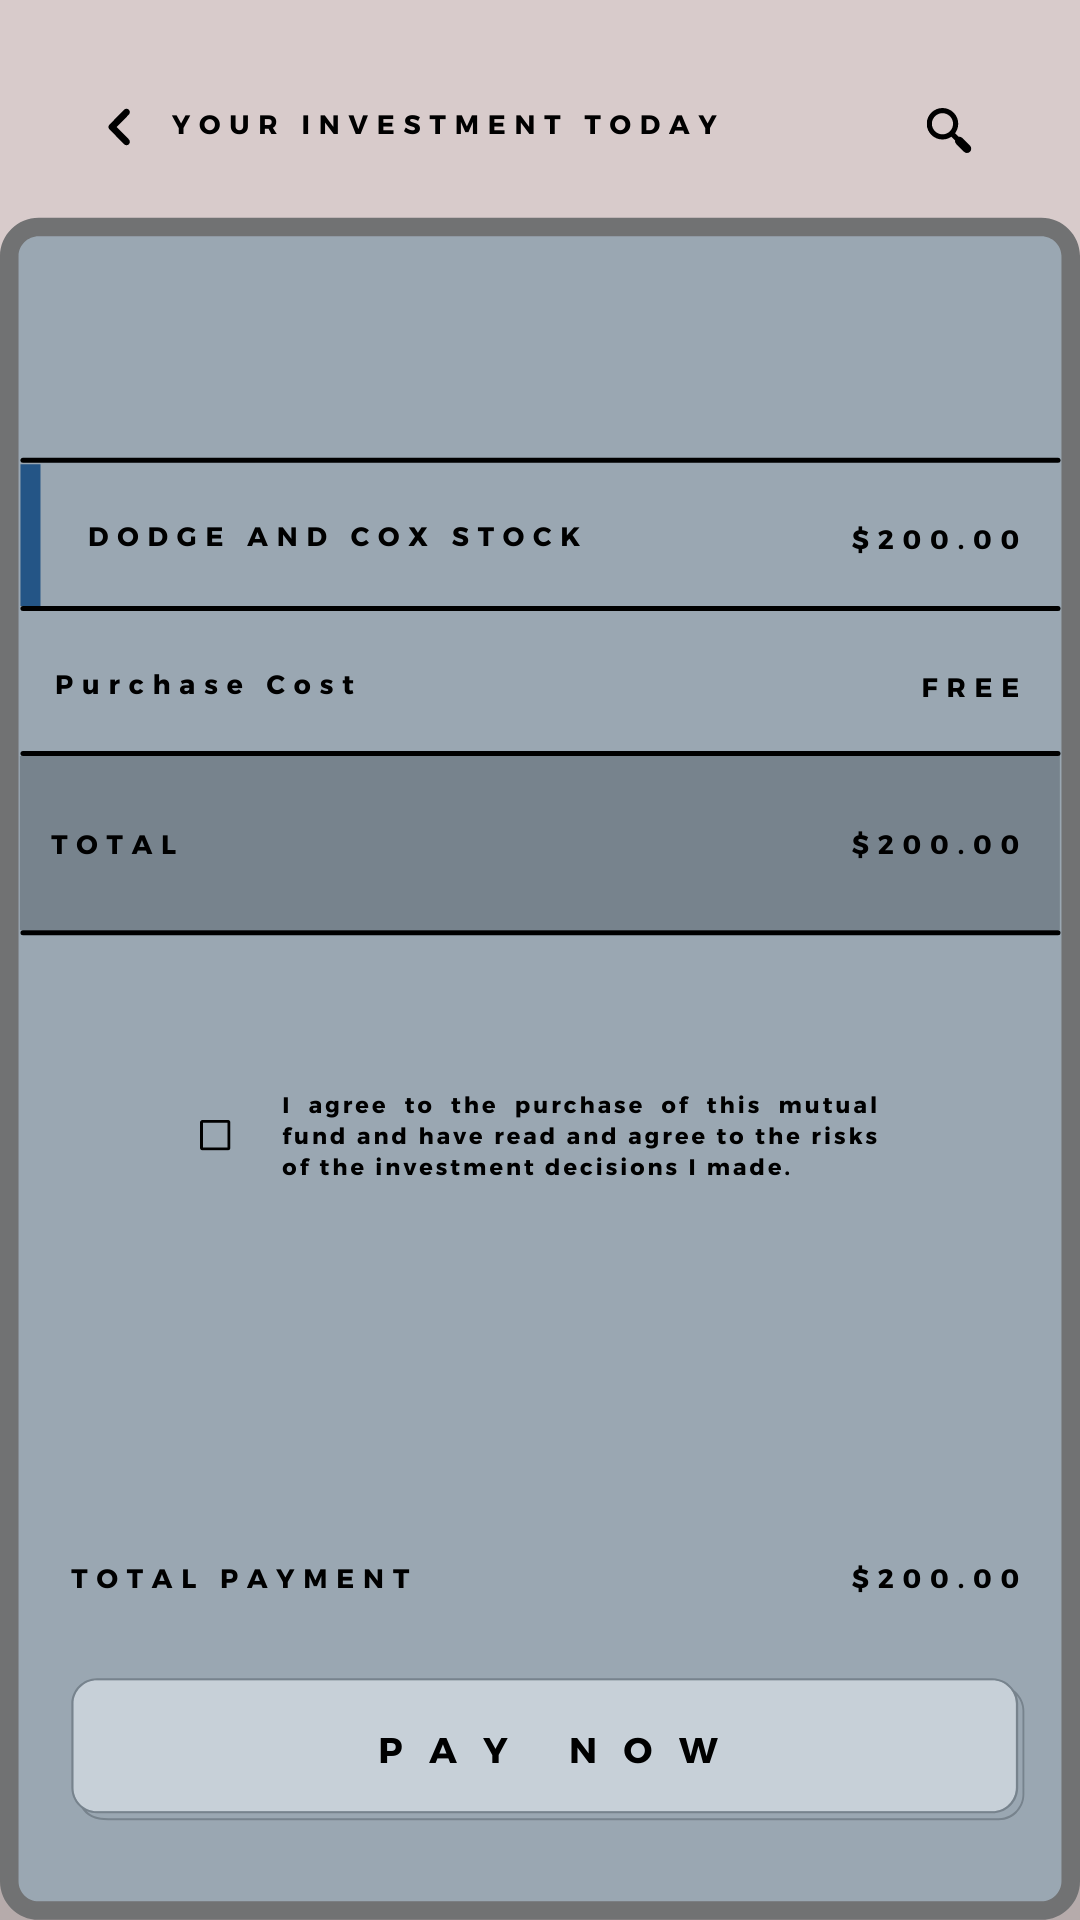 YOUR INVESTMENT TODAY
DODGE AND COX STOCK $200.00
Purchase Cost FREE
TOTAL $200.00
I agree to the purchase of this mutual
fund and have read and agree to the risks
of the investment decisions I made.
TOTAL PAYMENT $200.00
PAY NOW